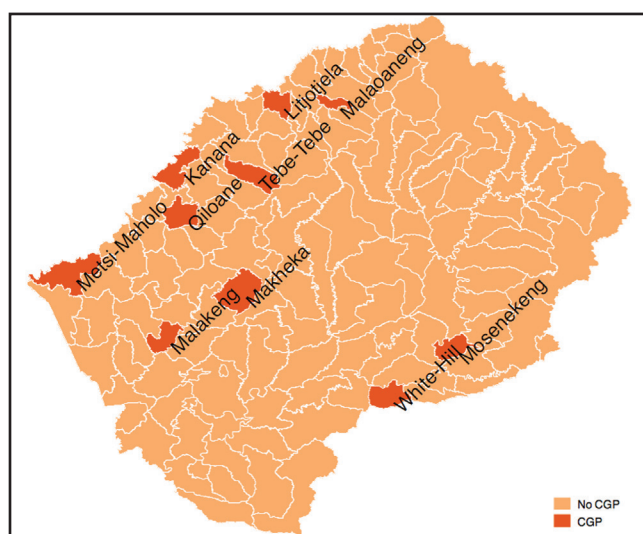 Malaoaneng
Litjotjela
Tebe-Tebe
Kanana
Qiloane
Metsi-Maholo
Makheka
Malakeng
Mosenekeng
White-Hill
No CGP
CGP